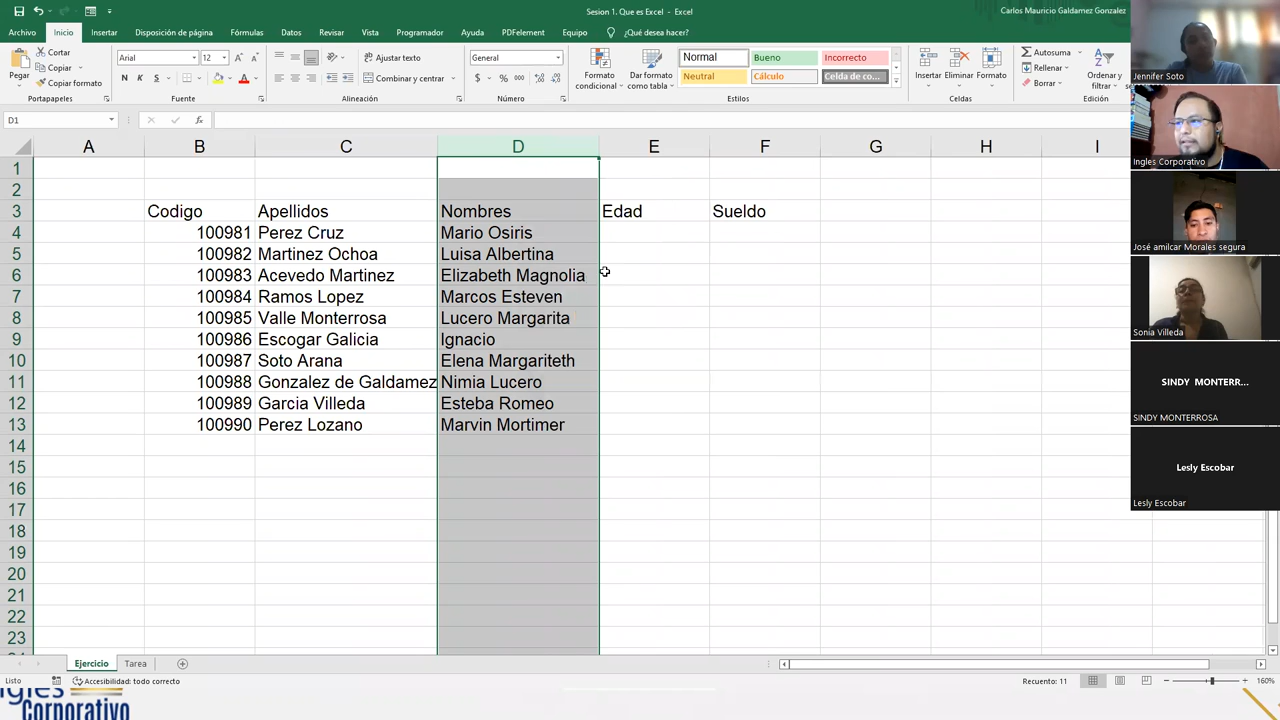 Sesion 1. Que es Excel - Excel
Carlos Mauricio Galdamez Gonzalez
Archivo Inicio Insertar Disposición de página Fórmulas Datos Revisar Vista Programador Ayuda PDFelement Equipo ¿Qué desea hacer?
Pegar Cortar Copiar Copiar formato
Portapapeles
Arial 12
N K S
Fuente
Ajustar texto
Combinar y centrar
Alineación
General
$ % 000
Número
Formato condicional Dar formato como tabla
Normal Bueno Incorrecto
Neutral Cálculo Celda de co...
Estilos
Insertar Eliminar Formato
Celdas
Autosuma
Rellenar
Borrar
Ordenar y filtrar
Edición
D1
fx
A B C D E F G H I
1
2
3 Codigo Apellidos Nombres Edad Sueldo
4 100981 Perez Cruz Mario Osiris
5 100982 Martinez Ochoa Luisa Albertina
6 100983 Acevedo Martinez Elizabeth Magnolia
7 100984 Ramos Lopez Marcos Esteven
8 100985 Valle Monterrosa Lucero Margarita
9 100986 Escogar Galicia Ignacio
10 100987 Soto Arana Elena Margariteth
11 100988 Gonzalez de Galdamez Nimia Lucero
12 100989 Garcia Villeda Esteba Romeo
13 100990 Perez Lozano Marvin Mortimer
14
15
16
17
18
19
20
21
22
23
Ejercicio Tarea
Listo Accesibilidad: todo correcto Recuento: 11 160%
Ingles
Corporativo
Jennifer Soto
Ingles Corporativo
José amilcar Morales segura
Sonia Villeda
SINDY MONTERR...
SINDY MONTERROSA
Lesly Escobar
Lesly Escobar